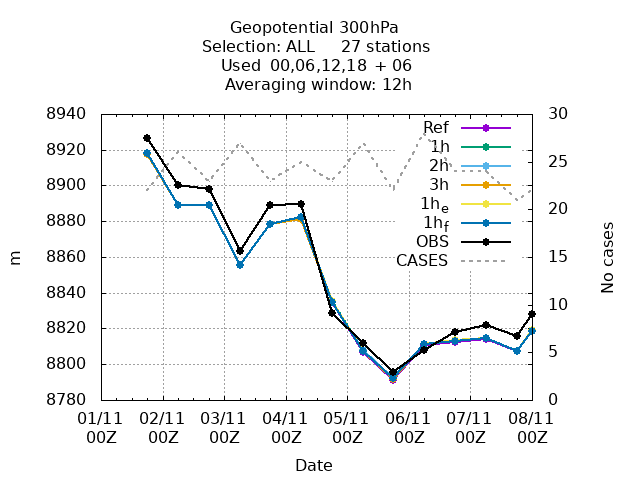 Geopotential 300hPa
Selection: ALL 27 stations
Used 00,06,12,18 + 06
Averaging window: 12h
8940
8920
8900
8880
8860
8840
8820
8800
8780
m
30
25
20
15
10
5
0
No cases
Ref
1h
2h
3h
1he
1hf
OBS
CASES
01/11 02/11 03/11 04/11 05/11 06/11 07/11 08/11
00Z 00Z 00Z 00Z 00Z 00Z 00Z 00Z
Date